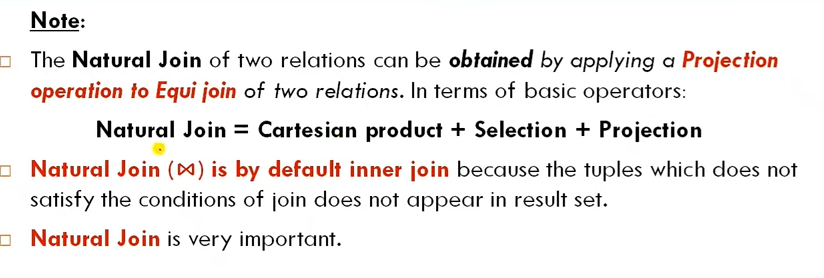 Note:
The Natural Join of two relations can be obtained by applying a Projection
operation to Equi join of two relations. In terms of basic operators:
Natural Join = Cartesian product + Selection + Projection
Natural Join (⋈) is by default inner join because the tuples which does not
satisfy the conditions of join does not appear in result set.
Natural Join is very important.